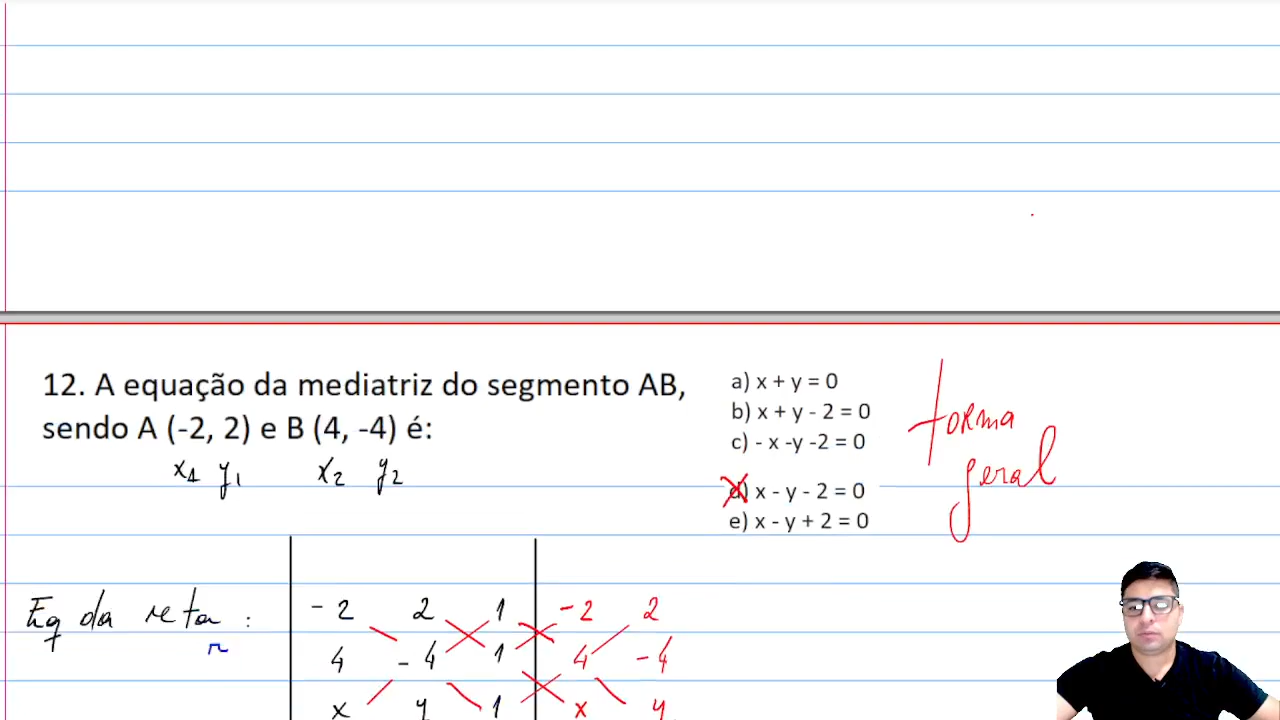 12. A equação da mediatriz do segmento AB,
sendo A (-2, 2) e B (4, -4) é:
x1 y1 x2 y2
a) x + y = 0
b) x + y - 2 = 0
c) - x -y -2 = 0
d) x - y - 2 = 0
e) x - y + 2 = 0
forma
geral
Eq da reta :
r
-2 2 1 -2 2
4 -4 1 4 -4
x y 1 x y